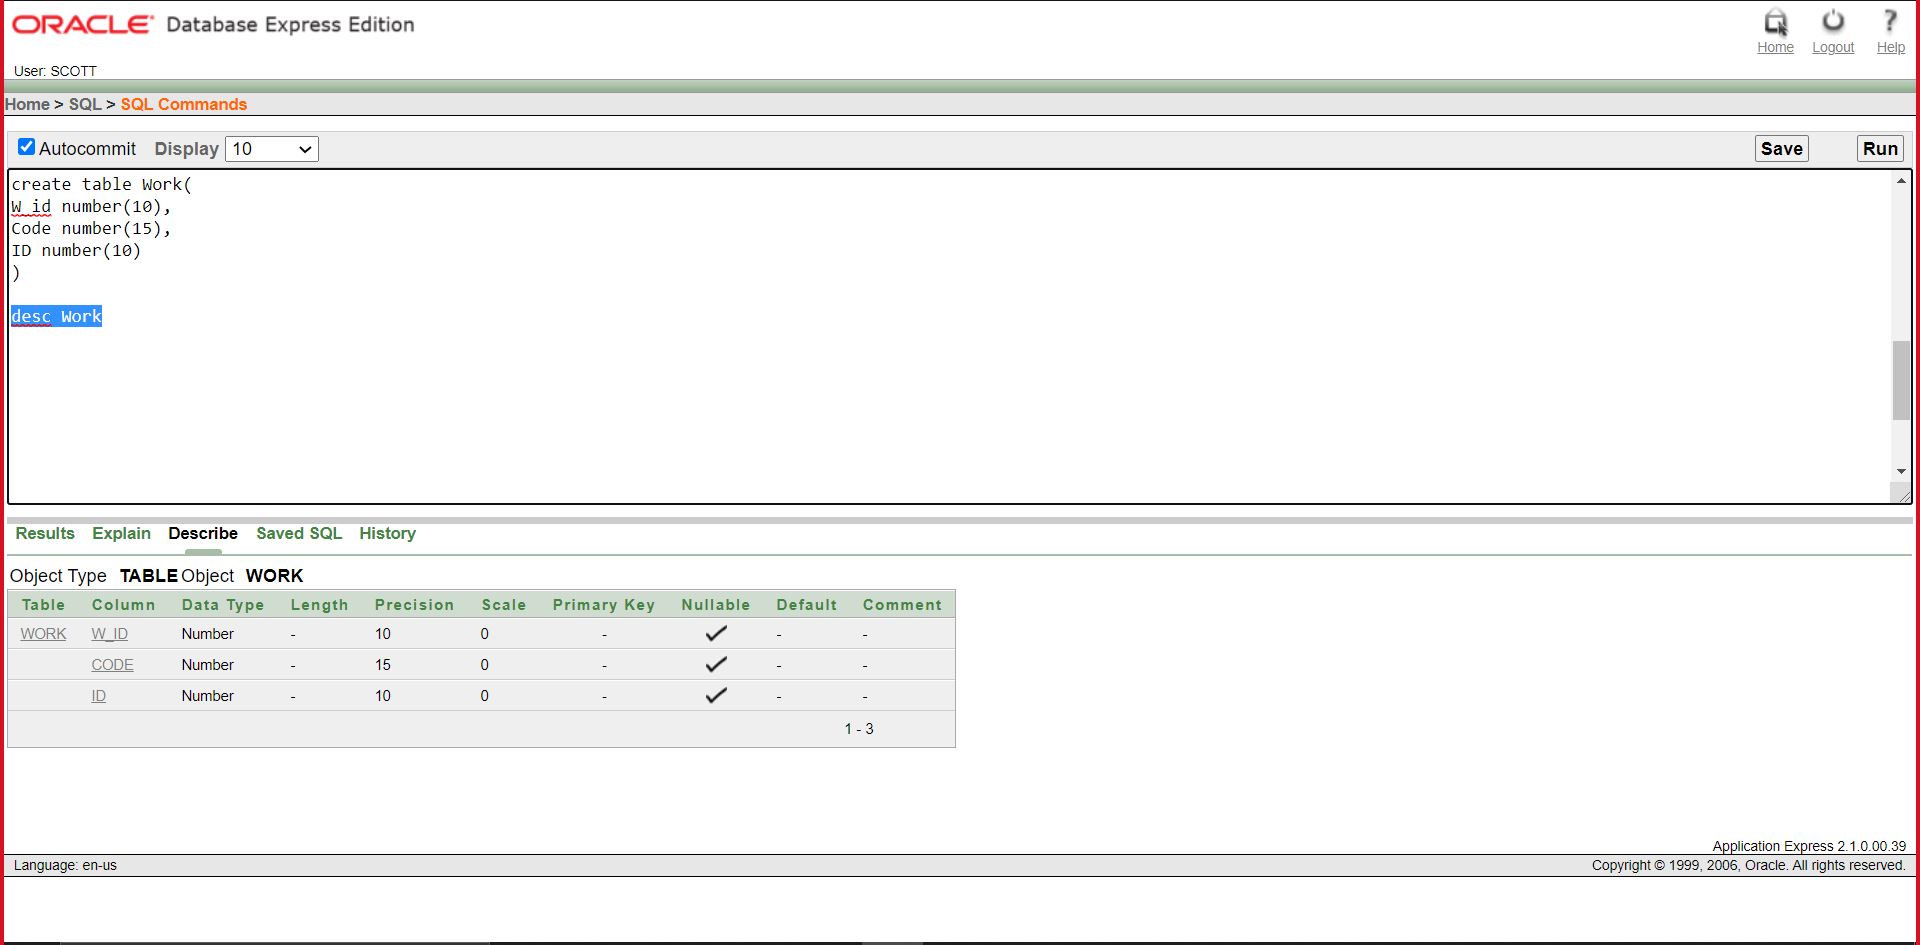 ORACLE Database Express Edition
Home Logout Help
User: SCOTT
Home > SQL > SQL Commands
Autocommit Display 10 Save Run
create table Work(
W_id number(10),
Code number(15),
ID number(10)
)
desc Work
Results Explain Describe Saved SQL History
Object Type TABLE Object WORK
Table Column Data Type Length Precision Scale Primary Key Nullable Default Comment
WORK W_ID Number - 10 0 - - -
CODE Number - 15 0 - - -
ID Number - 10 0 - - -
1 - 3
Application Express 2.1.0.00.39
Language: en-us Copyright © 1999, 2006, Oracle. All rights reserved.